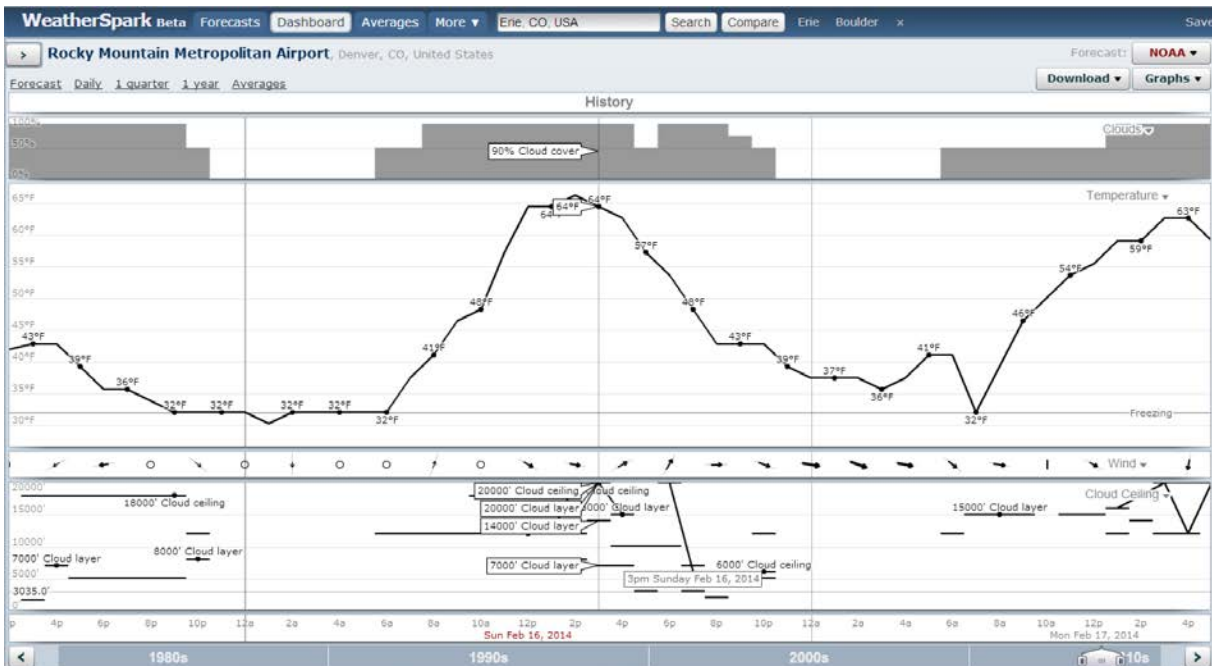 WeatherSpark Beta Forecasts Dashboard Averages More ▾ Erie, CO, USA Search Compare Erie Boulder × Save
> Rocky Mountain Metropolitan Airport, Denver, CO, United States Forecast: NOAA ▾
Forecast Daily 1 quarter 1 year Averages Download ▾ Graphs ▾
History
100% Clouds
50% 90% Cloud cover
0%
65°F Temperature ▾
64°F 64°F 64°F 63°F
60°F 57°F 59°F
55°F 54°F
50°F 48°F 48°F 46°F
45°F 43°F 41°F 43°F 41°F
40°F 39°F 39°F
36°F 37°F 36°F
35°F 32°F 32°F 32°F 32°F 32°F 32°F
30°F Freezing
Wind ▾
20000' 20000' Cloud ceiling Cloud Ceiling ▾
18000' Cloud ceiling 20000' Cloud layer 15000' Cloud layer
15000' 14000' Cloud layer
10000'
8000' Cloud layer
7000' Cloud layer 7000' Cloud layer 6000' Cloud ceiling
5000' 3pm Sunday Feb 16, 2014
3035.0'
0
4p 6p 8p 10p 12a 2a 4a 6a 8a 10a 12p 2p 4p 6p 8p 10p 12a 2a 4a 6a 8a 10a 12p 2p 4p
Sun Feb 16, 2014 Mon Feb 17, 2014
< 1980s 1990s 2000s 10s >